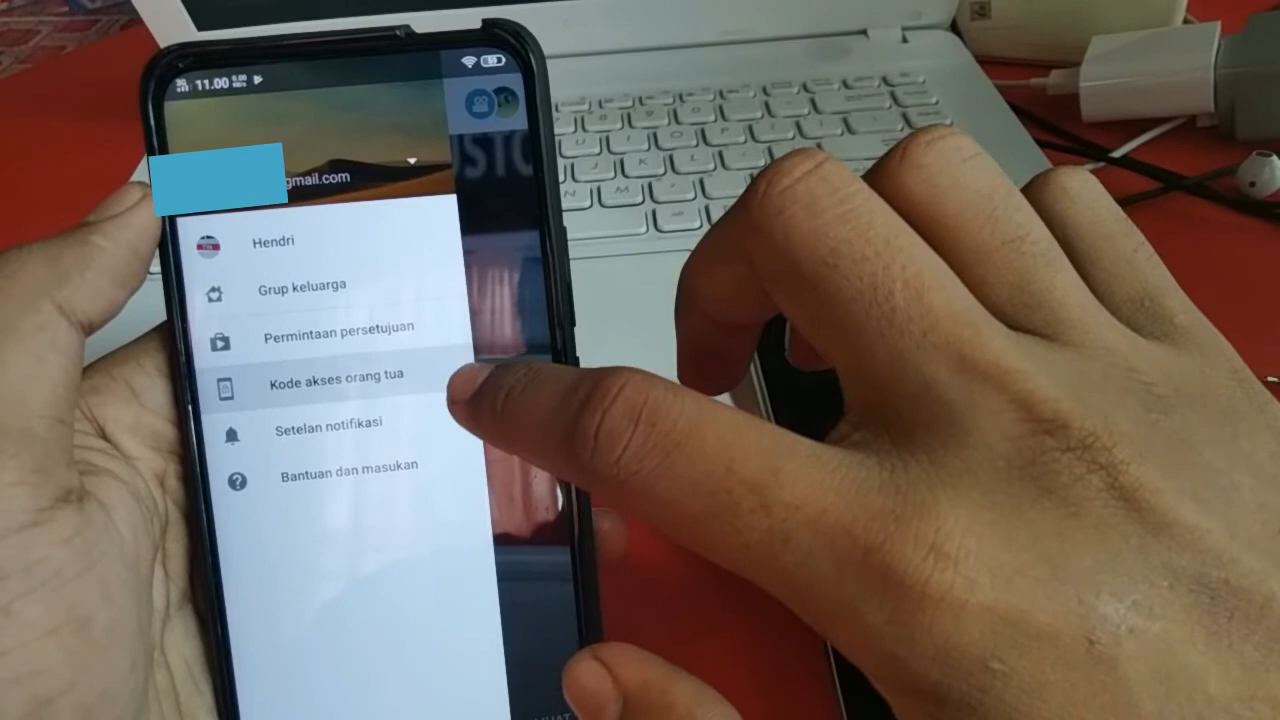 11.00
gmail.com
Hendri
Grup keluarga
Permintaan persetujuan
Kode akses orang tua
Setelan notifikasi
Bantuan dan masukan